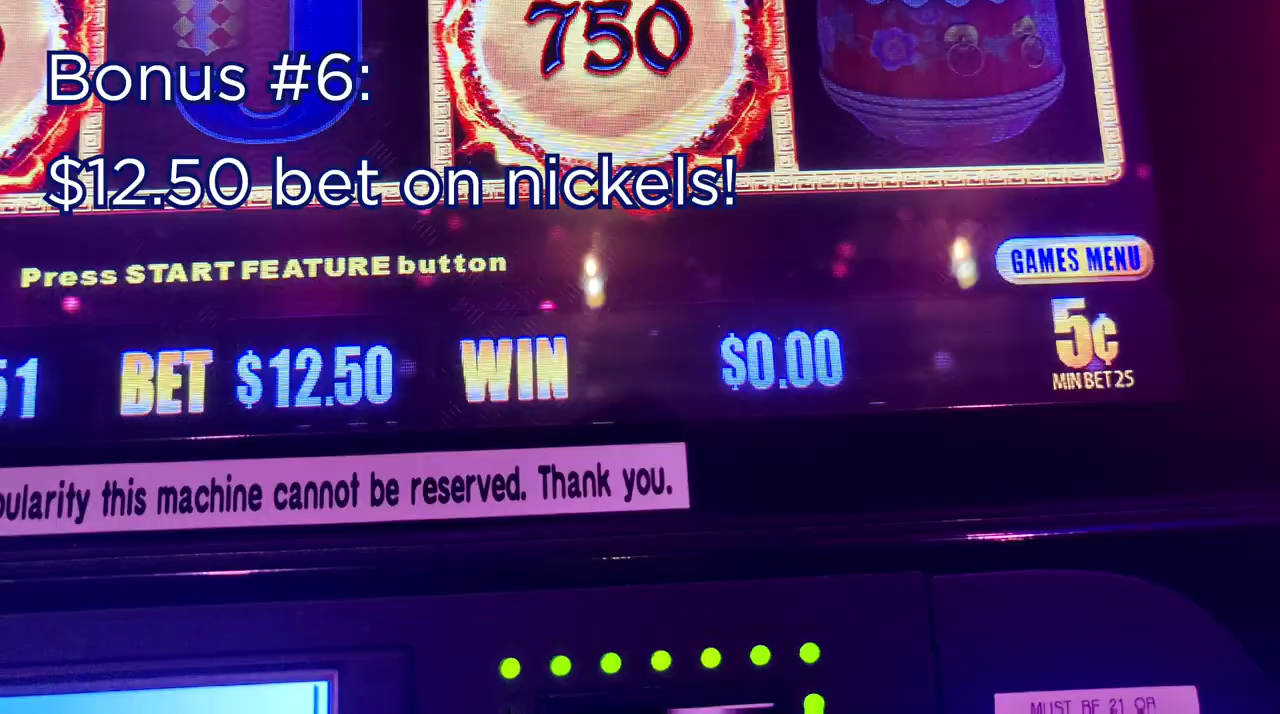 750
Bonus #6:
$12.50 bet on nickels!
Press START FEATURE button
GAMES MENU
5¢
MIN BET 25
51 BET $12.50 WIN $0.00
this machine cannot be reserved. Thank you.
MUST BE 21 OR